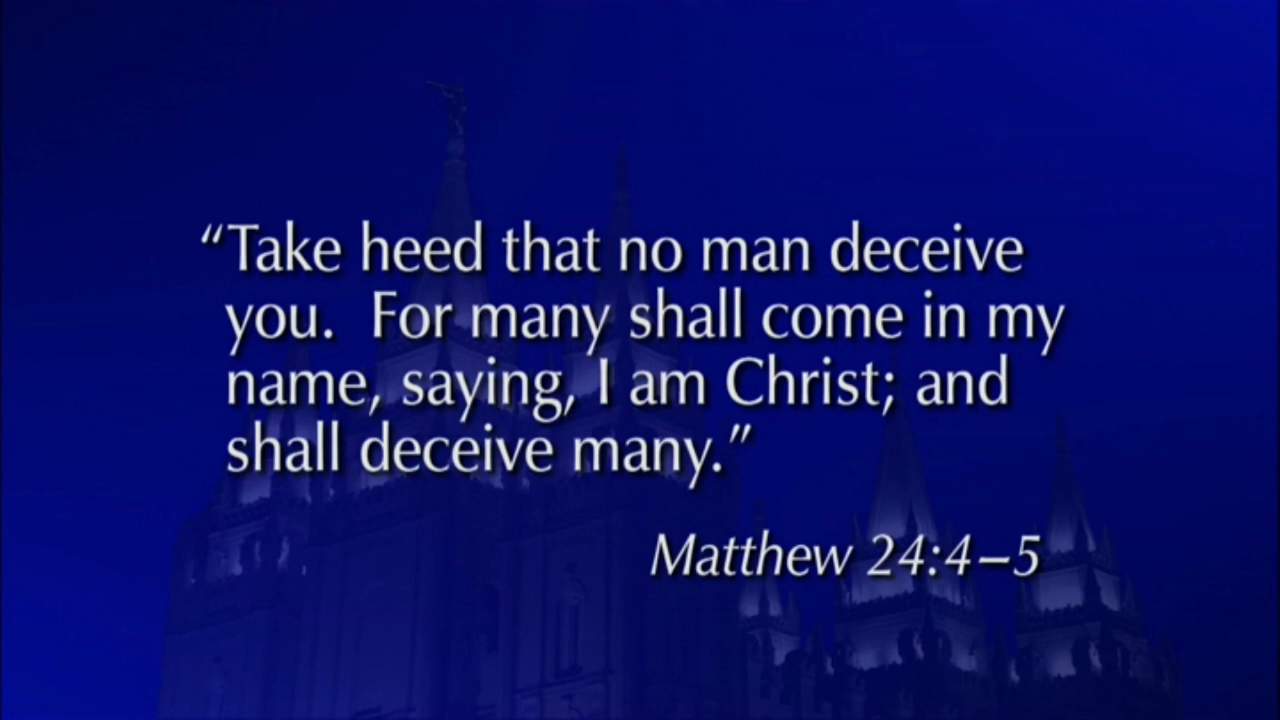 “Take heed that no man deceive
you.  For many shall come in my
name, saying, I am Christ; and
shall deceive many.”
Matthew 24:4–5